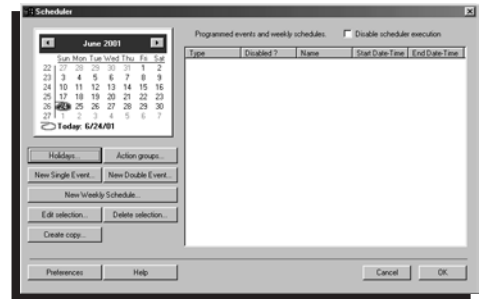 Scheduler
Programmed events and weekly schedules.
Disable scheduler execution
June 2001
Sun Mon Tue Wed Thu Fri Sat
22 27 28 29 30 31 1 2
23 3 4 5 6 7 8 9
24 10 11 12 13 14 15 16
25 17 18 19 20 21 22 23
26 24 25 26 27 28 29 30
27 1 2 3 4 5 6 7
Today: 6/24/01
Type Disabled ? Name Start Date-Time End Date-Time
Holidays... Action groups...
New Single Event... New Double Event...
New Weekly Schedule...
Edit selection... Delete selection...
Create copy...
Preferences Help Cancel OK